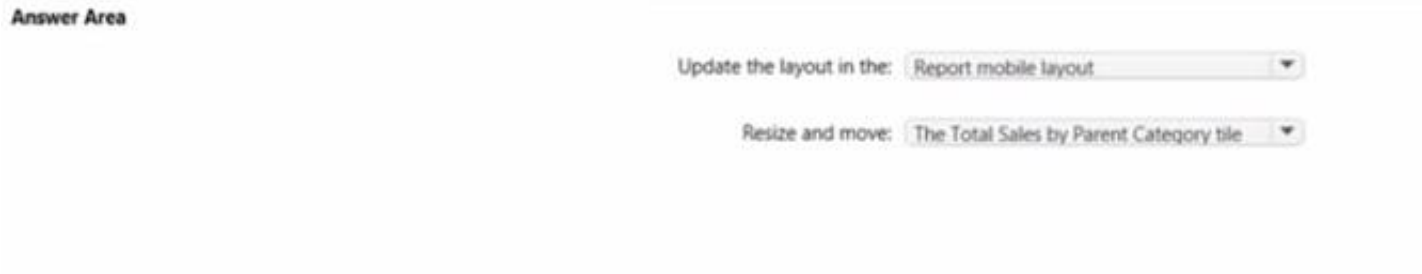 Answer Area
Update the layout in the: Report mobile layout
Resize and move: The Total Sales by Parent Category tile